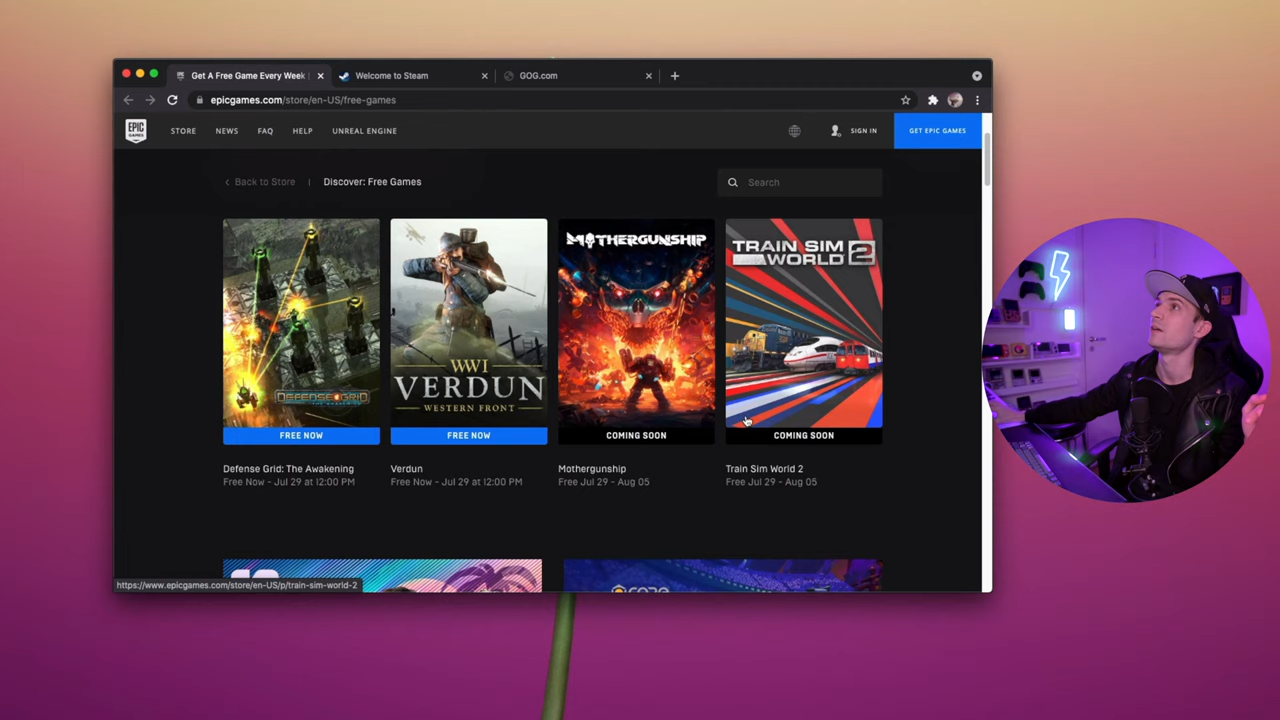 Get A Free Game Every Week
Welcome to Steam
GOG.com
epicgames.com/store/en-US/free-games
EPIC
GAMES
STORE
NEWS
FAQ
HELP
UNREAL ENGINE
SIGN IN
GET EPIC GAMES
Back to Store
Discover: Free Games
Search
DEFENSE GRID
FREE NOW
WWI
VERDUN
WESTERN FRONT
FREE NOW
MOTHERGUNSHIP
COMING SOON
TRAIN SIM
WORLD 2
COMING SOON
Defense Grid: The Awakening
Free Now - Jul 29 at 12:00 PM
Verdun
Free Now - Jul 29 at 12:00 PM
Mothergunship
Free Jul 29 - Aug 05
Train Sim World 2
Free Jul 29 - Aug 05
CORE
https://www.epicgames.com/store/en-US/p/train-sim-world-2